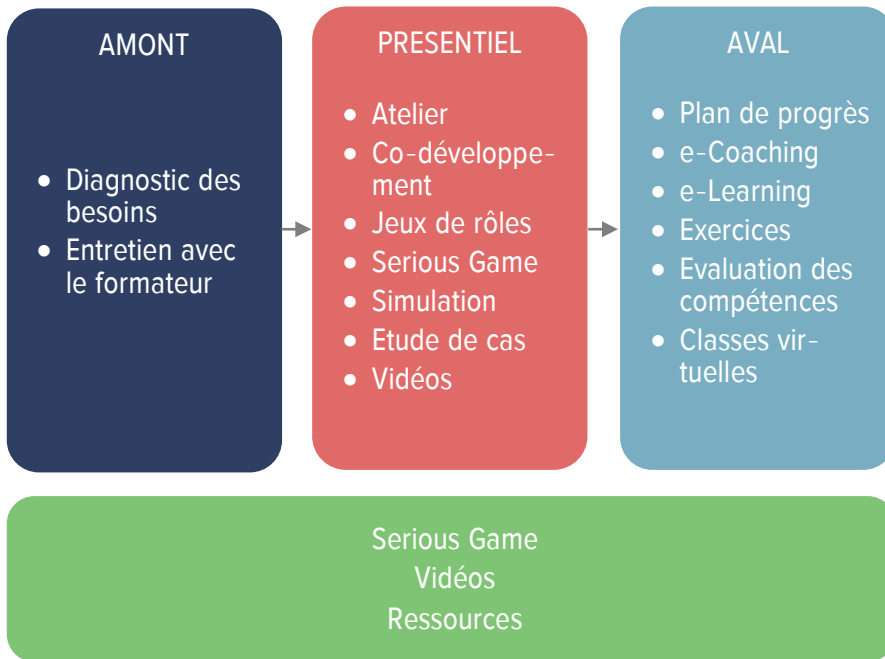 AMONT
• Diagnostic des
besoins
• Entretien avec
le formateur
PRESENTIEL
• Atelier
• Co-développe-
ment
• Jeux de rôles
• Serious Game
• Simulation
• Etude de cas
• Vidéos
AVAL
• Plan de progrès
• e-Coaching
• e-Learning
• Exercices
• Evaluation des
compétences
• Classes vir-
tuelles
Serious Game
Vidéos
Ressources